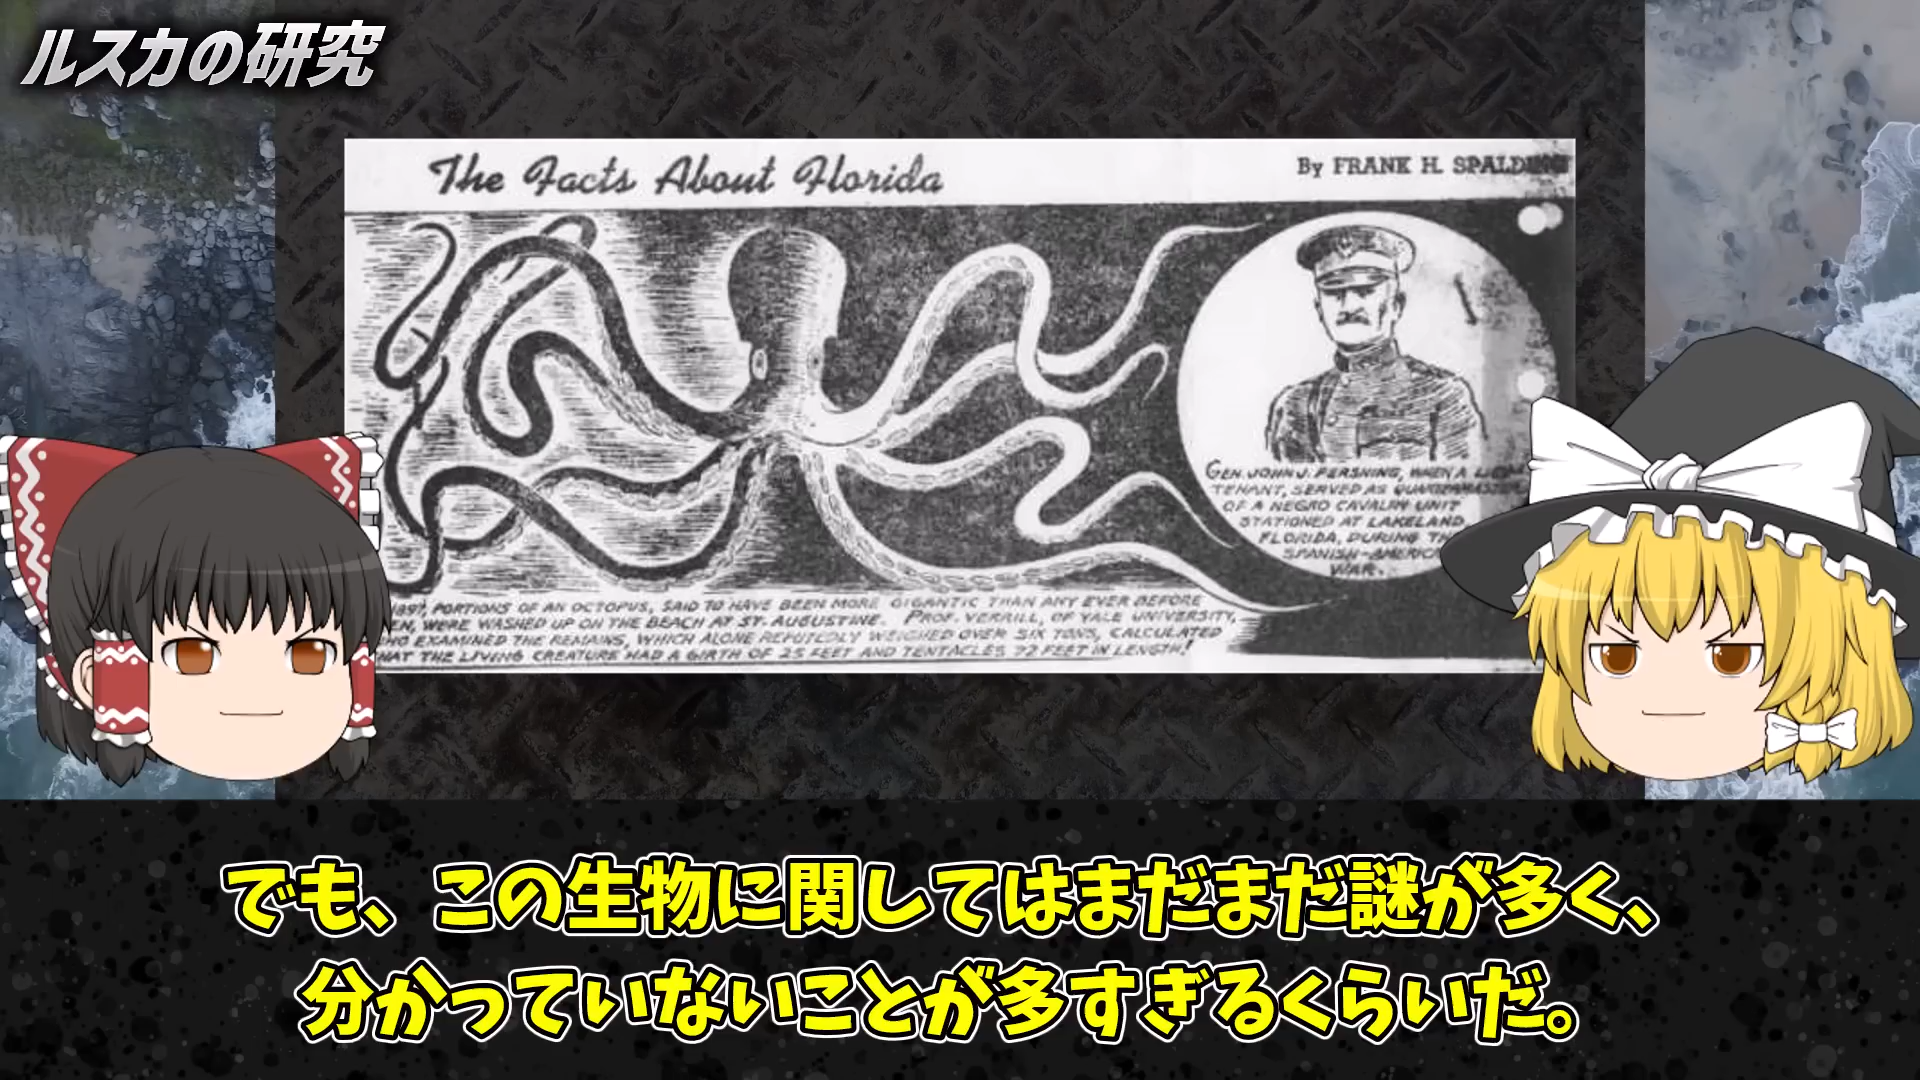 ルスカの研究
The Facts About Florida
By FRANK H. SPALDING
GEN. JOHN J. PERSHING, WHEN A LIEU-
TENANT, SERVED AS QUARTERMASTER
OF A NEGRO CAVALRY UNIT
STATIONED AT LAKELAND,
FLORIDA, DURING THE
SPANISH-AMERICAN
WAR.
1897, PORTIONS OF AN OCTOPUS, SAID TO HAVE BEEN MORE GIGANTIC THAN ANY EVER BEFORE
EN, WERE WASHED UP ON THE BEACH AT ST. AUGUSTINE. PROF. VERRILL, OF YALE UNIVERSITY,
HO EXAMINED THE REMAINS, WHICH ALONE REPUTEDLY WEIGHED OVER SIX TONS, CALCULATED
HAT THE LIVING CREATURE HAD A GIRTH OF 25 FEET AND TENTACLES 72 FEET IN LENGTH!
でも、この生物に関してはまだまだ謎が多く、
分かっていないことが多すぎるくらいだ。